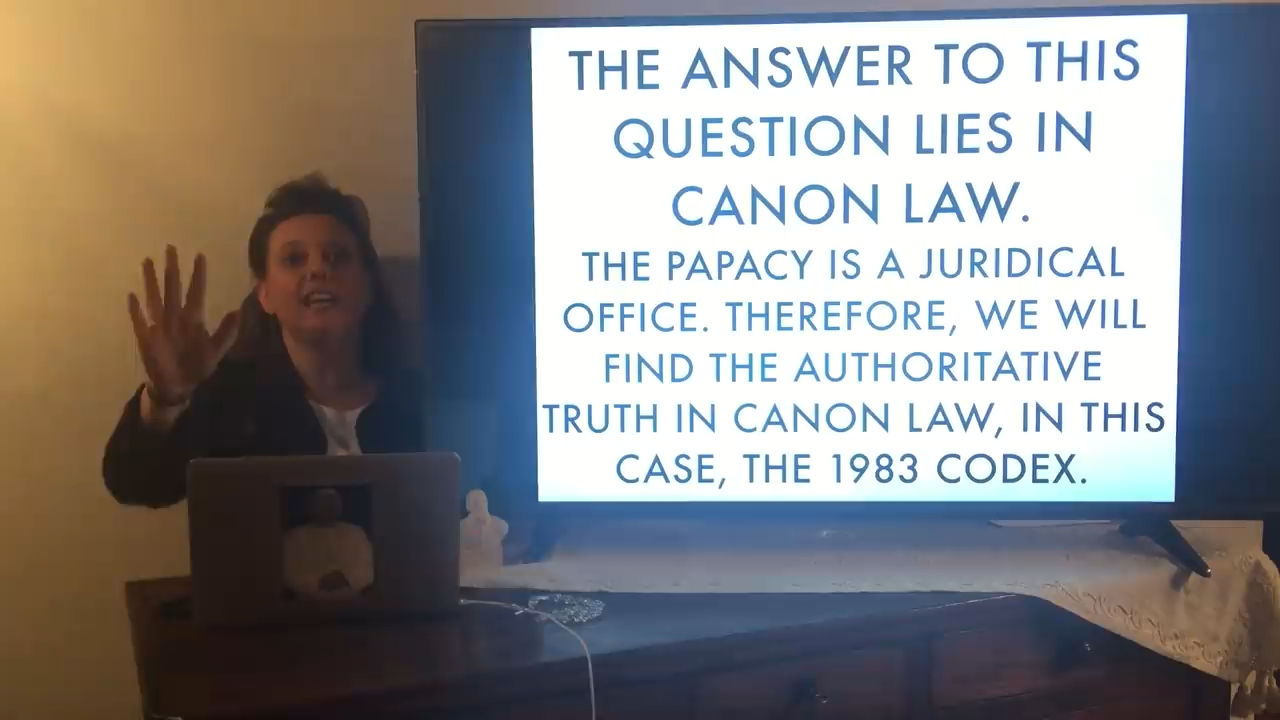 THE ANSWER TO THIS
QUESTION LIES IN
CANON LAW.
THE PAPACY IS A JURIDICAL
OFFICE. THEREFORE, WE WILL
FIND THE AUTHORITATIVE
TRUTH IN CANON LAW, IN THIS
CASE, THE 1983 CODEX.